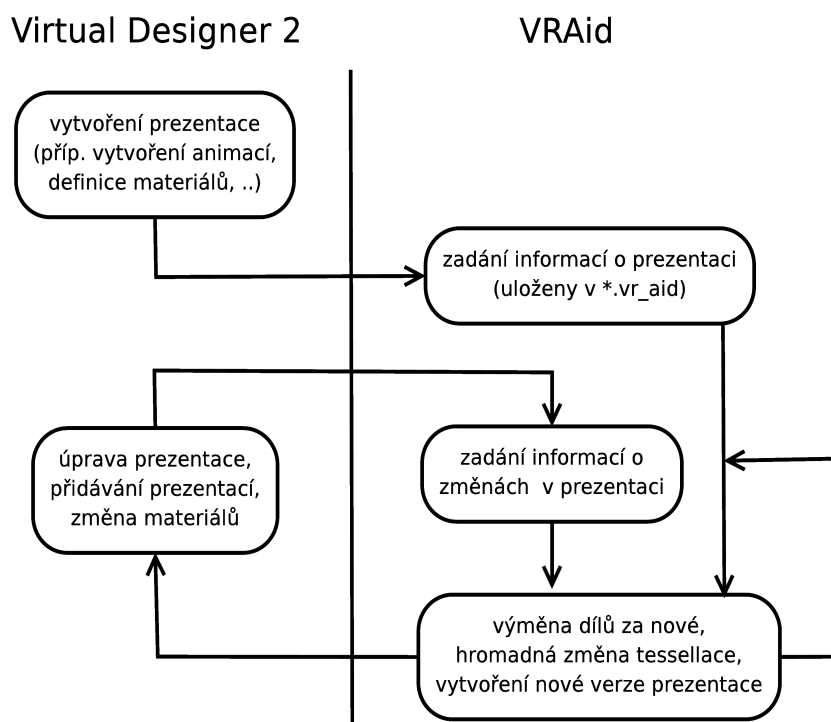 Virtual Designer 2
VRAid
vytvoření prezentace
(příp. vytvoření animací,
definice materiálů, ..)
zadání informací o prezentaci
(uloženy v *.vr_aid)
úprava prezentace,
přidávání prezentací,
změna materiálů
zadání informací o
změnách v prezentaci
výměna dílů za nové,
hromadná změna tessellace,
vytvoření nové verze prezentace